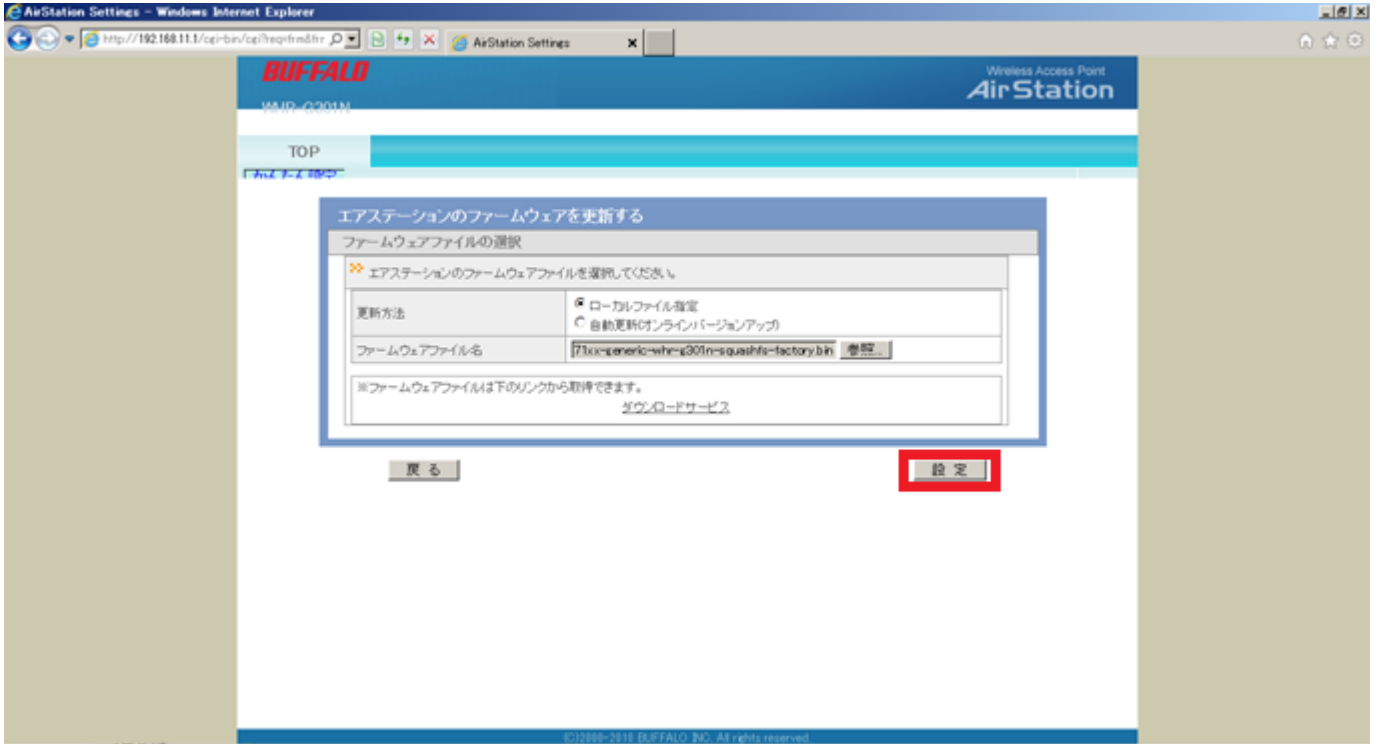 AirStation Settings - Windows Internet Explorer
http://192.168.11.1/cgi-bin/cgi?req=frm&frr
AirStation Settings
BUFFALO
Wireless Access Point
AirStation
WHR-G301N
TOP
かんたん設定
エアステーションのファームウェアを更新する
ファームウェアファイルの選択
エアステーションのファームウェアファイルを選択してください。
更新方法
ローカルファイル指定
自動更新(オンラインバージョンアップ)
ファームウェアファイル名
71xx-generic-whr-g301n-squashfs-factory.bin
参照...
※ファームウェアファイルは下のリンクから取得できます。
ダウンロードサービス
戻る
設定
(C)2000-2010 BUFFALO INC. All rights reserved.